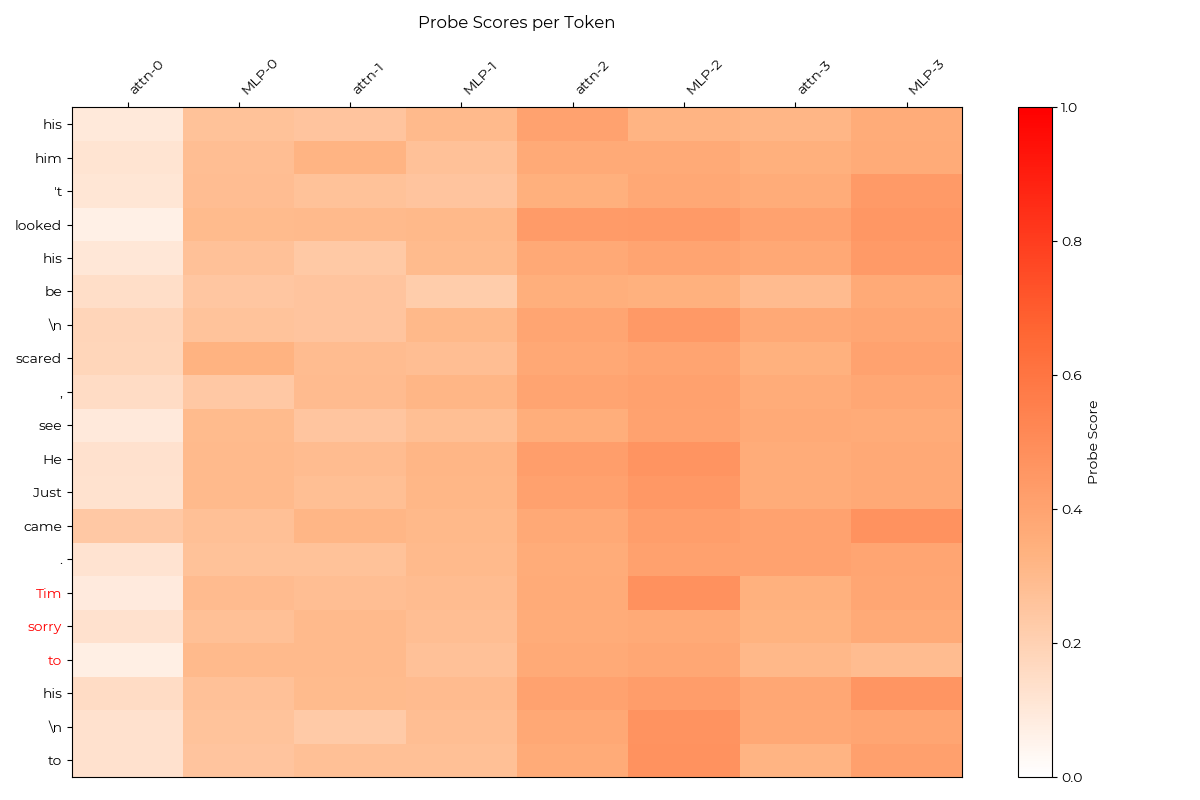 Probe Scores per Token
attn-0 MLP-0 attn-1 MLP-1 attn-2 MLP-2 attn-3 MLP-3
his
him
't
looked
his
be
\n
scared
,
see
He
Just
came
.
Tim
sorry
to
his
\n
to
1.0
0.8
0.6
0.4
0.2
0.0
Probe Score